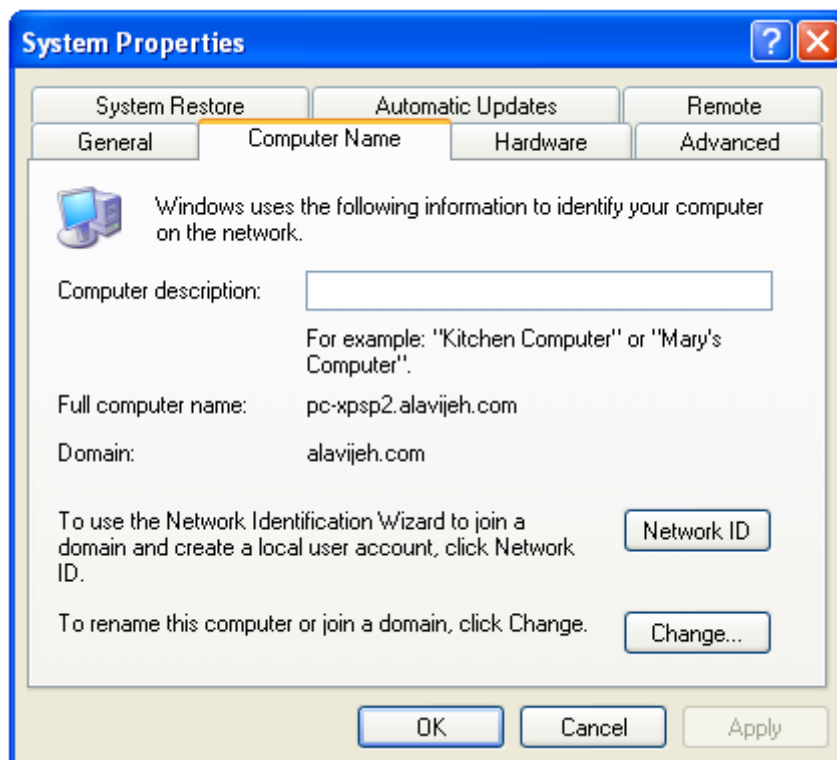 System Properties
System Restore
Automatic Updates
Remote
General
Computer Name
Hardware
Advanced
Windows uses the following information to identify your computer
on the network.
Computer description:
For example: "Kitchen Computer" or "Mary's
Computer".
Full computer name: pc-xpsp2.alavijeh.com
Domain: alavijeh.com
To use the Network Identification Wizard to join a
domain and create a local user account, click Network
ID.
Network ID
To rename this computer or join a domain, click Change.
Change...
OK
Cancel
Apply